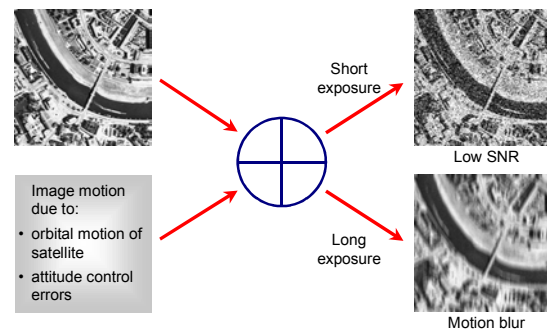 Short
exposure
Low SNR
Image motion
due to:
• orbital motion of
satellite
• attitude control
errors
Long
exposure
Motion blur